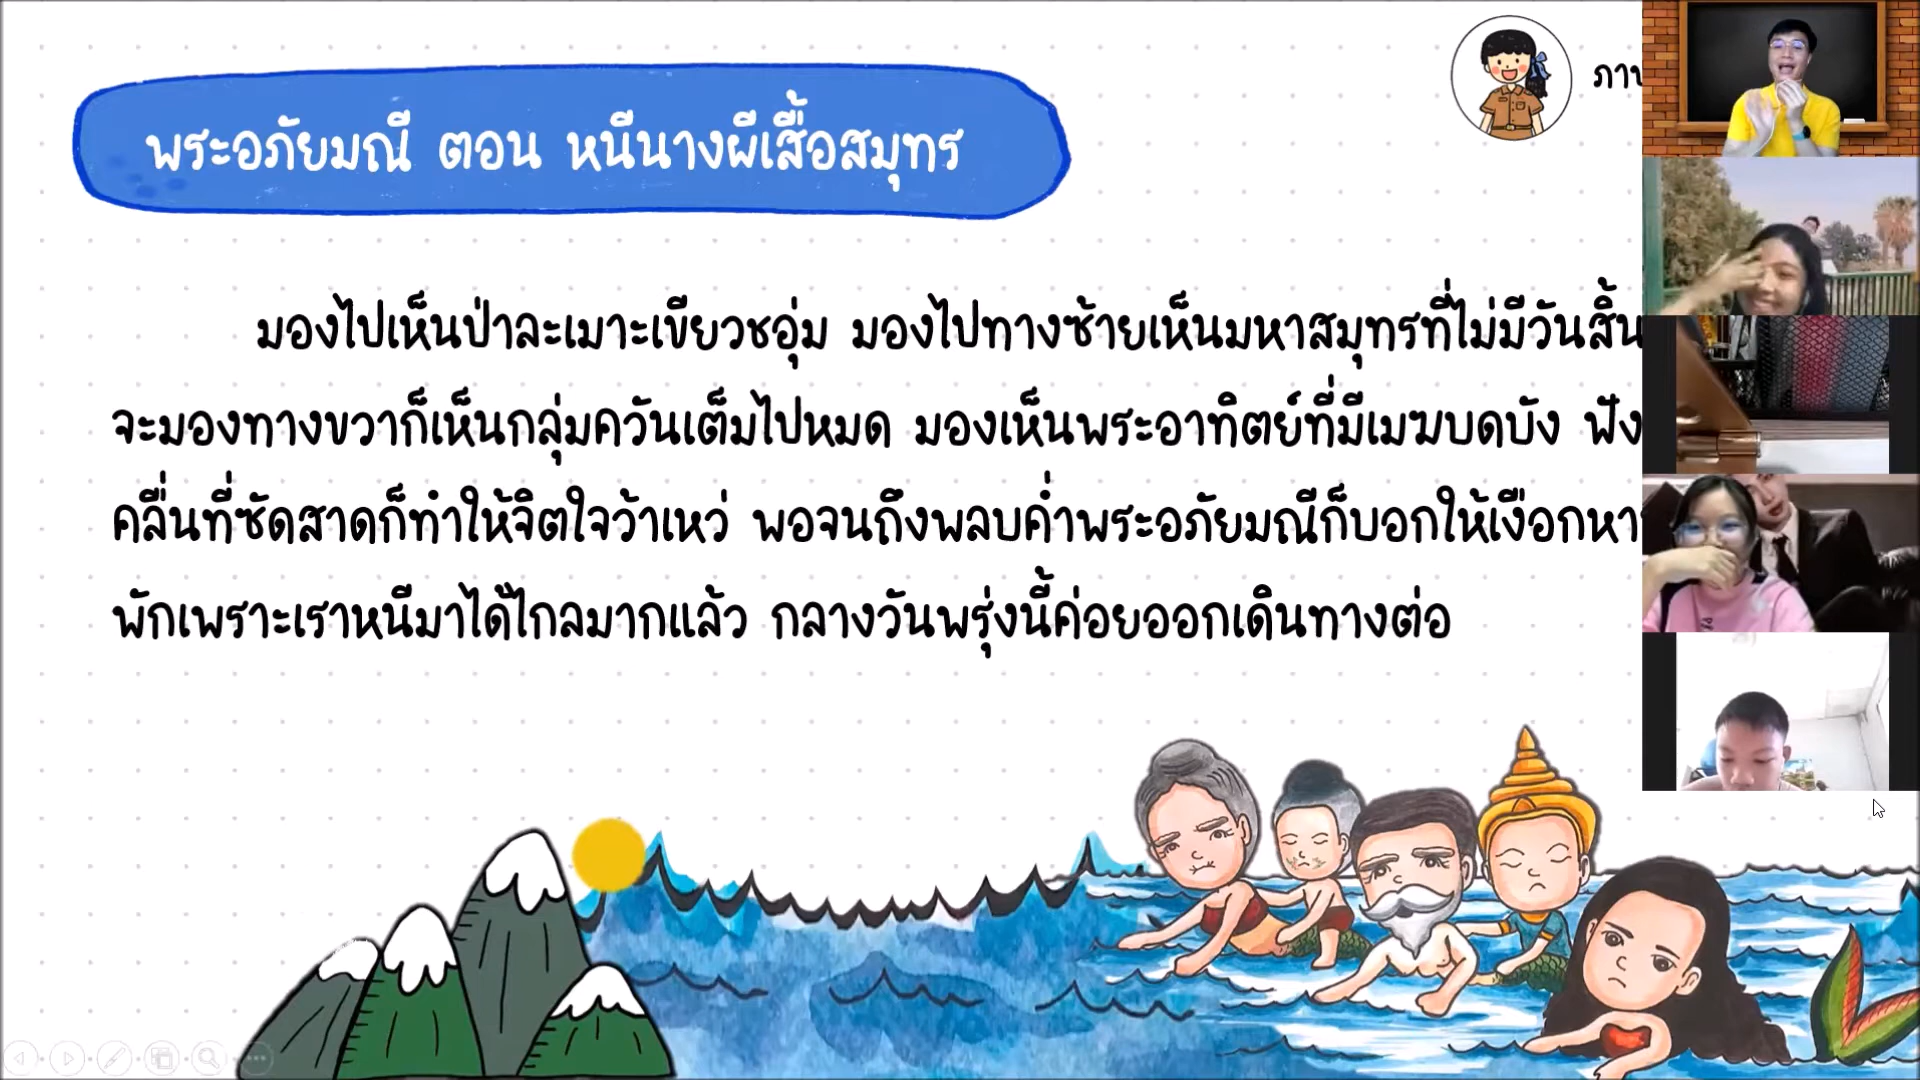 พระอภัยมณี ตอน หนีนางผีเสื้อสมุทร
มองไปเห็นป่าละเมาะเขียวชอุ่ม มองไปทางซ้ายเห็นมหาสมุทรที่ไม่มีวันสิ้น
จะมองทางขวาก็เห็นกลุ่มควันเต็มไปหมด มองเห็นพระอาทิตย์ที่มีเมฆบดบัง ฟัง
คลื่นที่ซัดสาดก็ทำให้จิตใจว้าเหว่ พอจนถึงพลบค่ำพระอภัยมณีก็บอกให้เงือกหา
พักเพราะเราหนีมาได้ไกลมากแล้ว กลางวันพรุ่งนี้ค่อยออกเดินทางต่อ